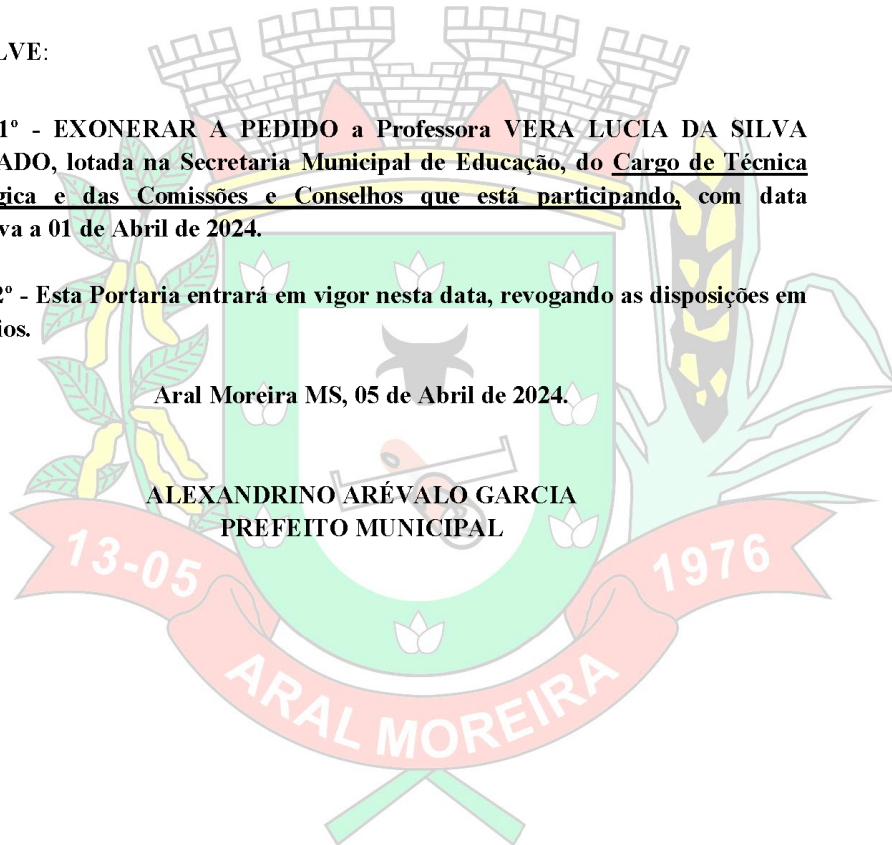 LVE:
1º - EXONERAR A PEDIDO a Professora VERA LUCIA DA SILVA
ADO, lotada na Secretaria Municipal de Educação, do Cargo de Técnica
gica e das Comissões e Conselhos que está participando, com data
va a 01 de Abril de 2024.
2º - Esta Portaria entrará em vigor nesta data, revogando as disposições em
ios.
Aral Moreira MS, 05 de Abril de 2024.
ALEXANDRINO ARÉVALO GARCIA
PREFEITO MUNICIPAL
13-05
1976
ARAL MOREIRA